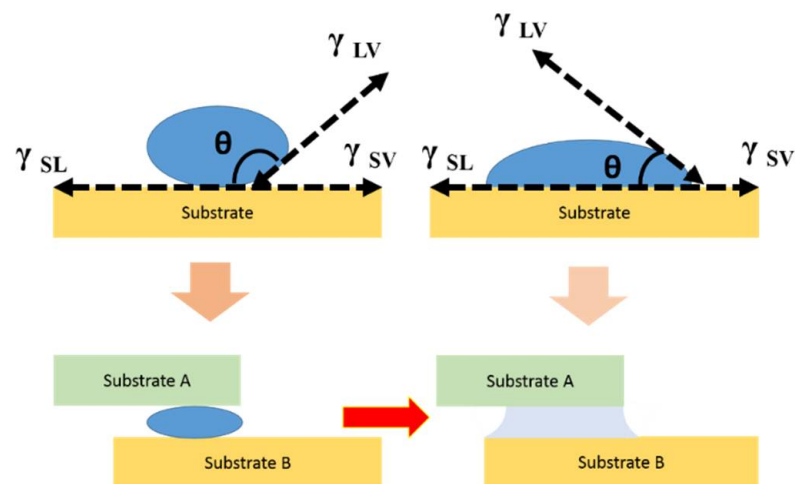 γ LV
γ LV
θ
γ SL
γ SV
γ SL
θ
γ SV
Substrate
Substrate
Substrate A
Substrate A
Substrate B
Substrate B